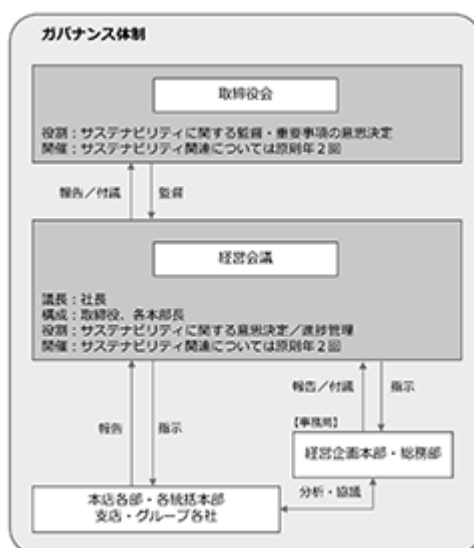 ガバナンス体制
取締役会
役割：サステナビリティに関する監督・重要事項の意思決定
開催：サステナビリティ関連については原則年２回
報告／付議
監督
経営会議
議長：社長
構成：取締役、各本部長
役割：サステナビリティに関する意思決定／進捗管理
開催：サステナビリティ関連については原則年２回
報告／付議
指示
報告
指示
【事務局】
経営企画本部・総務部
分析・協議
本店各部・各統括本部
支店・グループ各社